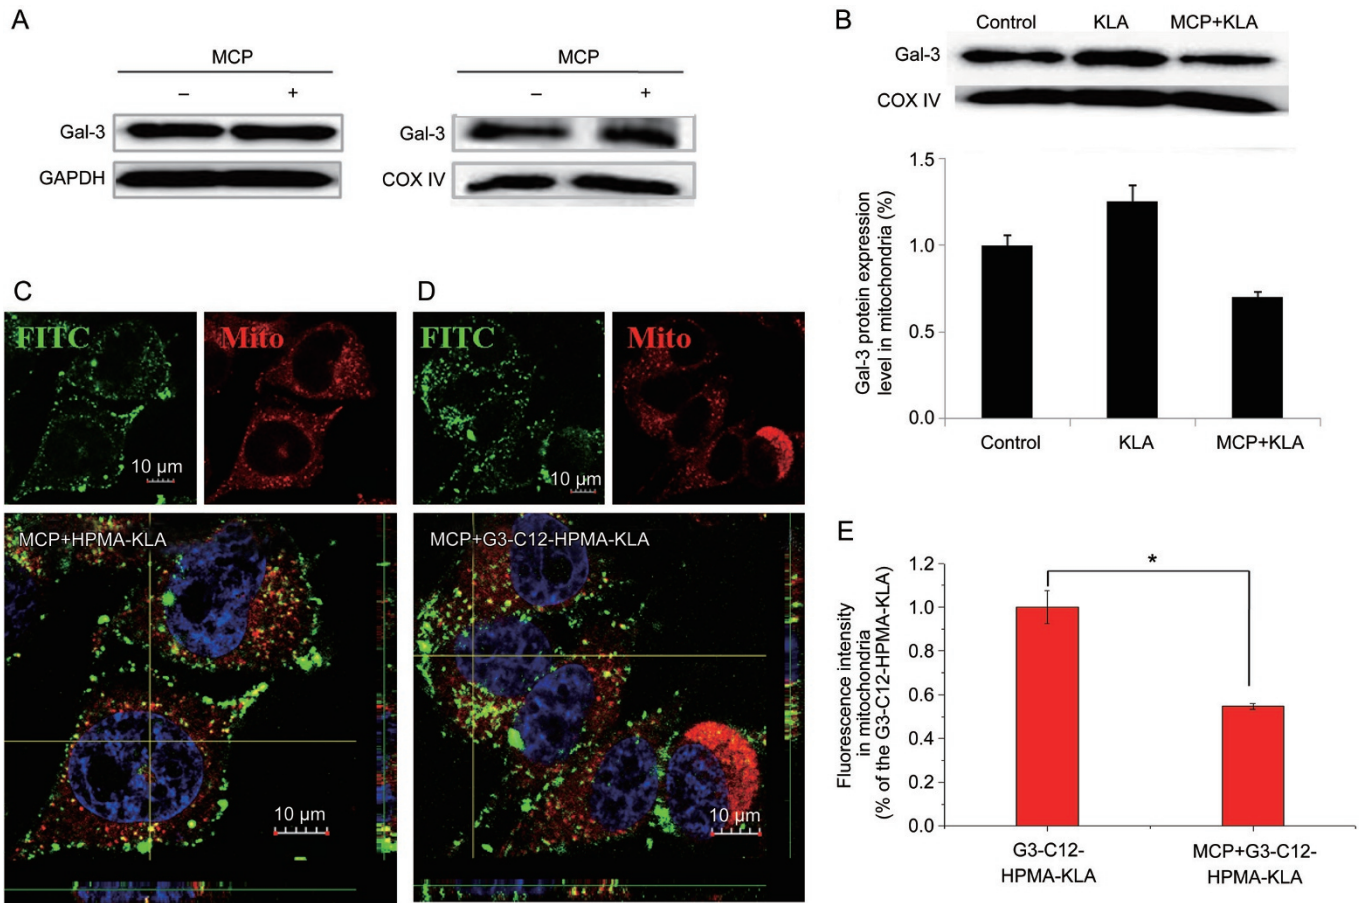 A
MCP
– +
Gal-3
GAPDH
MCP
– +
Gal-3
COX IV
B
Control KLA MCP+KLA
Gal-3
COX IV
Gal-3 protein expression
level in mitochondria (%)
1.5
1.0
0.5
0.0
Control KLA MCP+KLA
C
FITC
10 µm
Mito
MCP+HPMA-KLA
10 µm
D
FITC
10 µm
Mito
MCP+G3-C12-HPMA-KLA
10 µm
E
Fluorescence intensity
in mitochondria
(% of the G3-C12-HPMA-KLA)
1.2
1.0
0.8
0.6
0.4
0.2
0.0
*
G3-C12-
HPMA-KLA
MCP+G3-C12-
HPMA-KLA